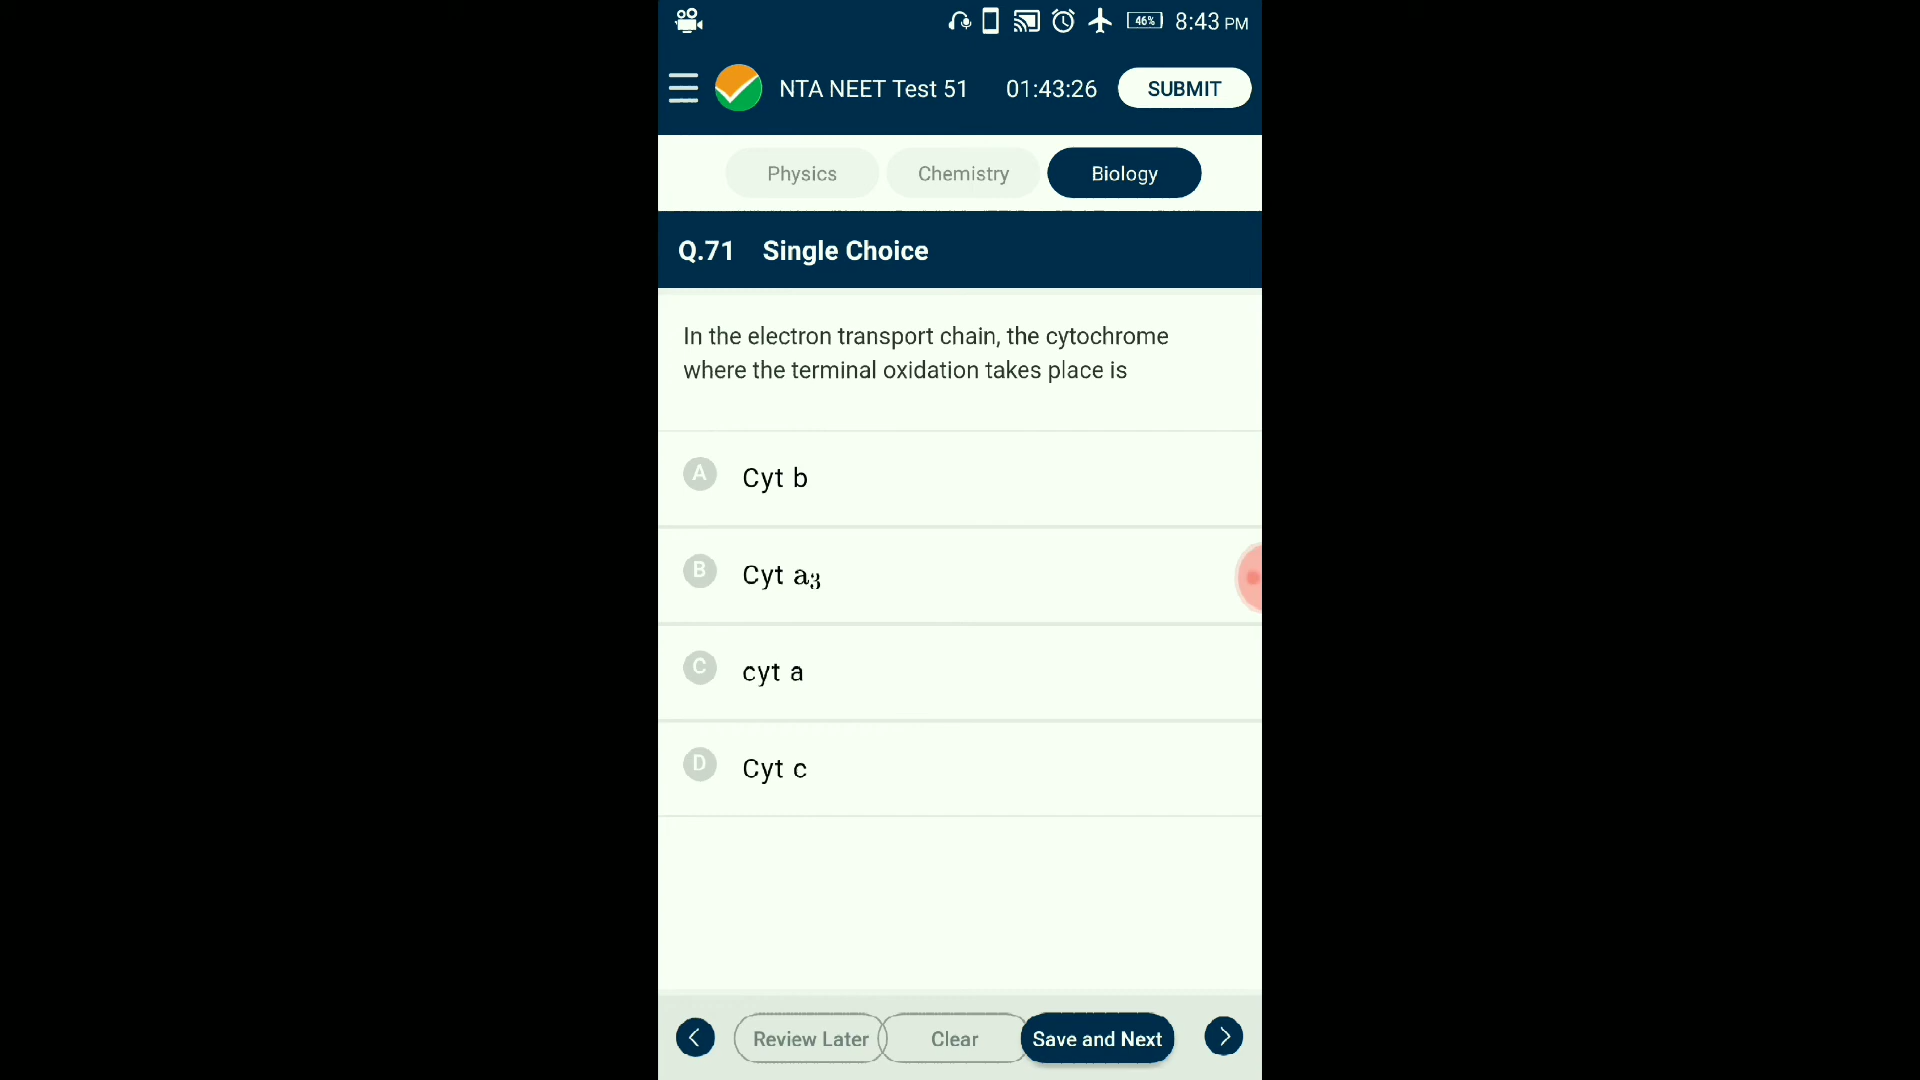 46% 8:43 PM
NTA NEET Test 51 01:43:26 SUBMIT
Physics Chemistry Biology
Q.71 Single Choice
In the electron transport chain, the cytochrome
where the terminal oxidation takes place is
A Cyt b
B Cyt a₃
C cyt a
D Cyt c
Review Later Clear Save and Next